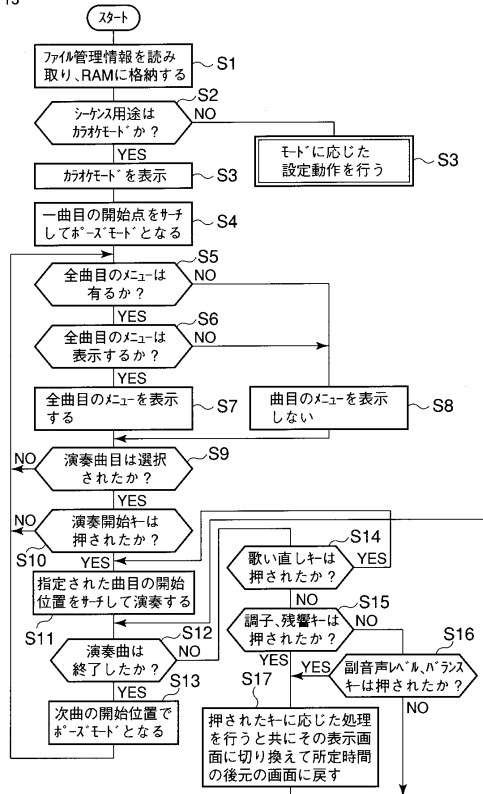 スタート
ファイル管理情報を読み
取り、RAMに格納する
S1
S2
シーケンス用途は
カラオケモードか？
NO
YES
カラオケモードを表示
S3
モードに応じた
設定動作を行う
S3
一曲目の開始点をサーチ
してポーズモードとなる
S4
S5
全曲目のメニューは
有るか？
NO
YES
S6
全曲目のメニューは
表示するか？
NO
YES
全曲目のメニューを表示
する
S7
曲目のメニューを表示
しない
S8
S9
NO
演奏曲目は選択
されたか？
YES
NO
演奏開始キーは
押されたか？
S10
YES
指定された曲目の開始
位置をサーチして演奏する
S11
S12
演奏曲は
終了したか？
NO
YES
S13
次曲の開始位置で
ポーズモードとなる
S14
歌い直しキーは
押されたか？
YES
NO
S15
調子、残響キーは
押されたか？
NO
YES
S16
副音声レベル、バランス
キーは押されたか？
YES
NO
S17
押されたキーに応じた処理
を行うと共にその表示画
面に切り換えて所定時間
の後元の画面に戻す